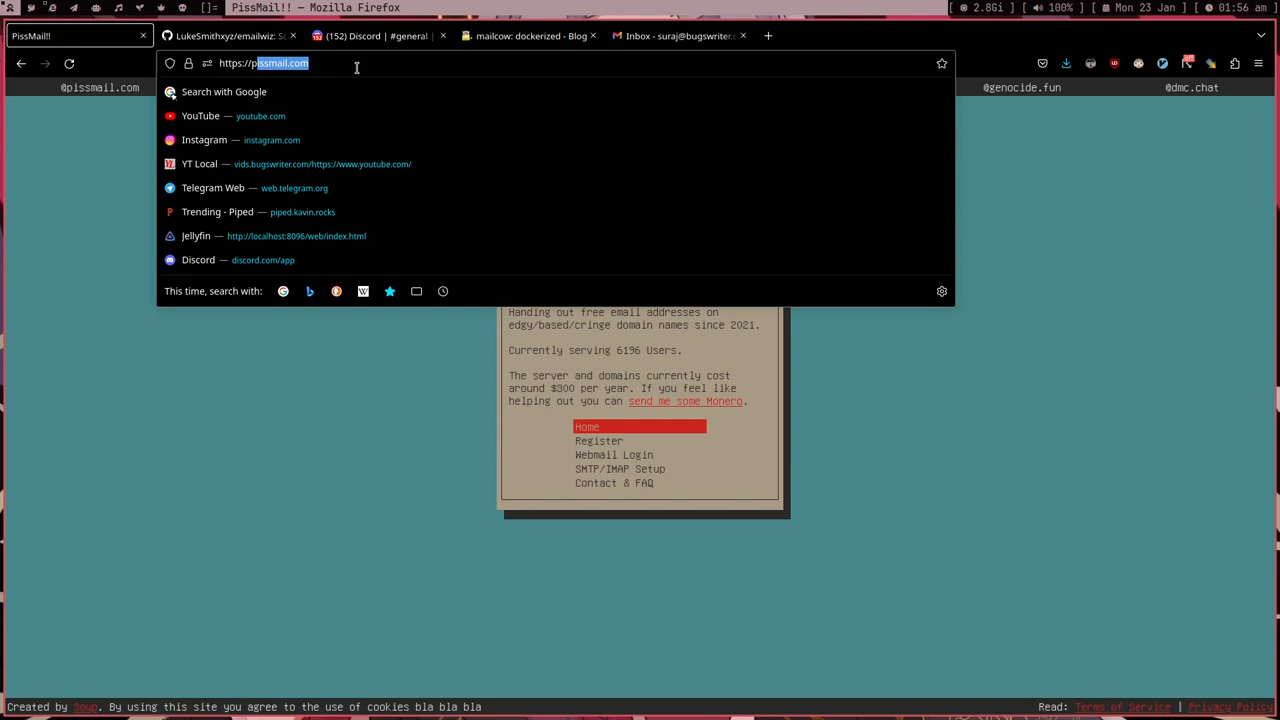 []= PissMail!! — Mozilla Firefox [ 2.8Gi [ 100% [ Mon 23 Jan [ 01:56 am
PissMail!! LukeSmithxyz/emailwiz: Sc (152) Discord | #general | mailcow: dockerized - Blog Inbox - suraj@bugswriter.c
https://pissmail.com
@pissmail.com @genocide.fun @dmc.chat
Search with Google
YouTube — youtube.com
Instagram — instagram.com
YT Local — vids.bugswriter.com/https://www.youtube.com/
Telegram Web — web.telegram.org
Trending - Piped — piped.kavin.rocks
Jellyfin — http://localhost:8096/web/index.html
Discord — discord.com/app
This time, search with:
Handing out free email addresses on
edgy/based/cringe domain names since 2021.
Currently serving 6196 Users.
The server and domains currently cost
around $300 per year. If you feel like
helping out you can send me some Monero.
Home
Register
Webmail Login
SMTP/IMAP Setup
Contact & FAQ
Created by Smup. By using this site you agree to the use of cookies bla bla bla Read: Terms of Service | Privacy Policy